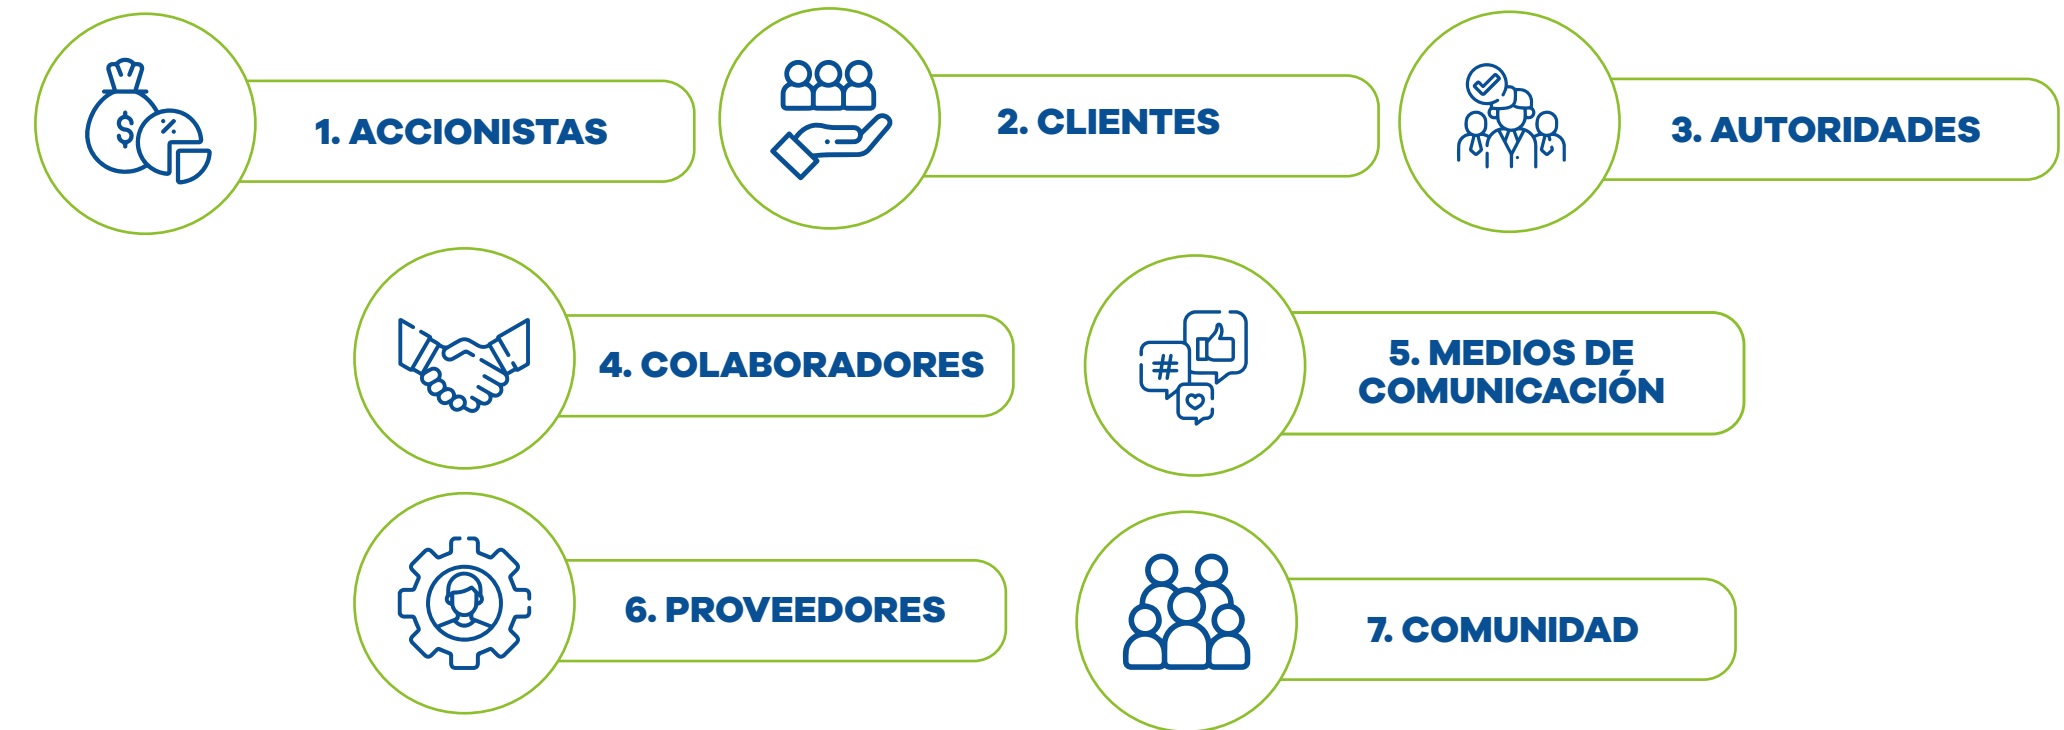 1. ACCIONISTAS
2. CLIENTES
3. AUTORIDADES
4. COLABORADORES
5. MEDIOS DE
COMUNICACIÓN
6. PROVEEDORES
7. COMUNIDAD